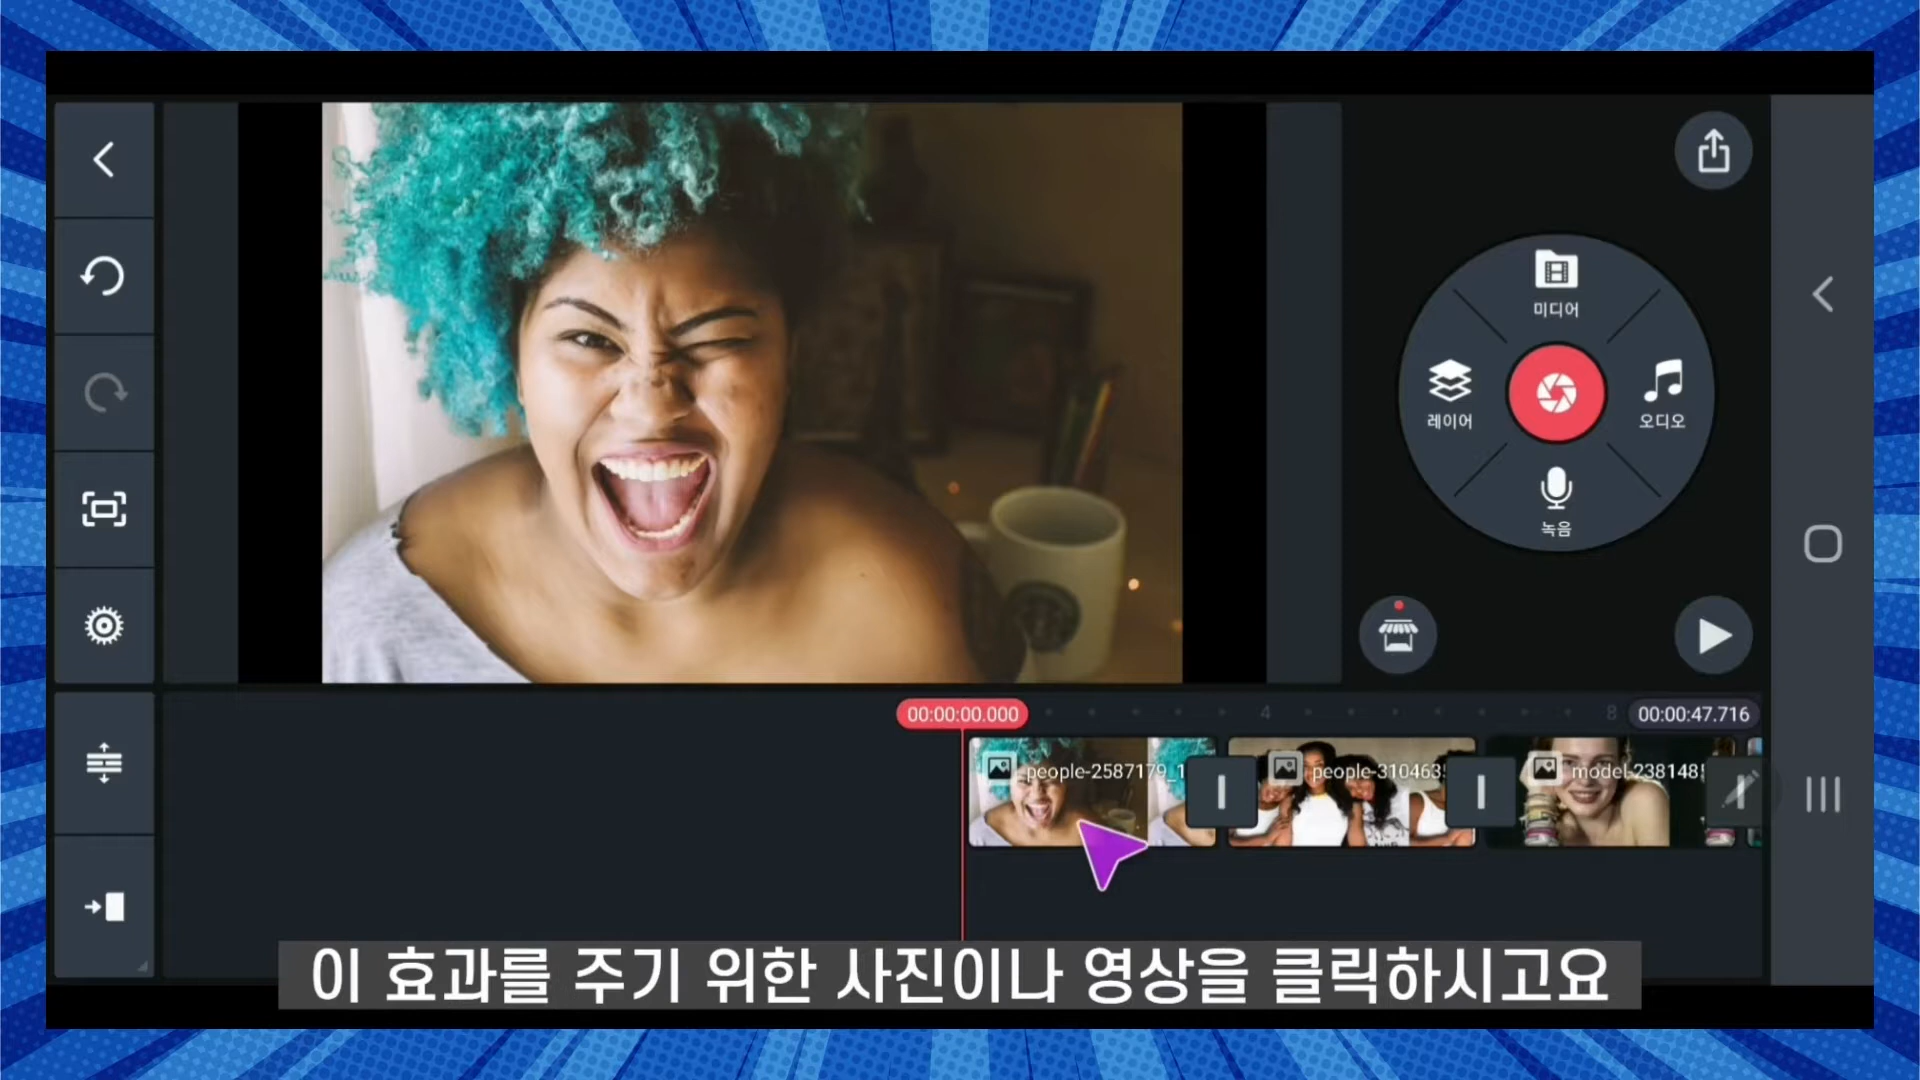 미디어
레이어
오디오
녹음
00:00:00.000
4
8
00:00:47.716
people-2587179_1
people-310463
model-238148
이 효과를 주기 위한 사진이나 영상을 클릭하시고요